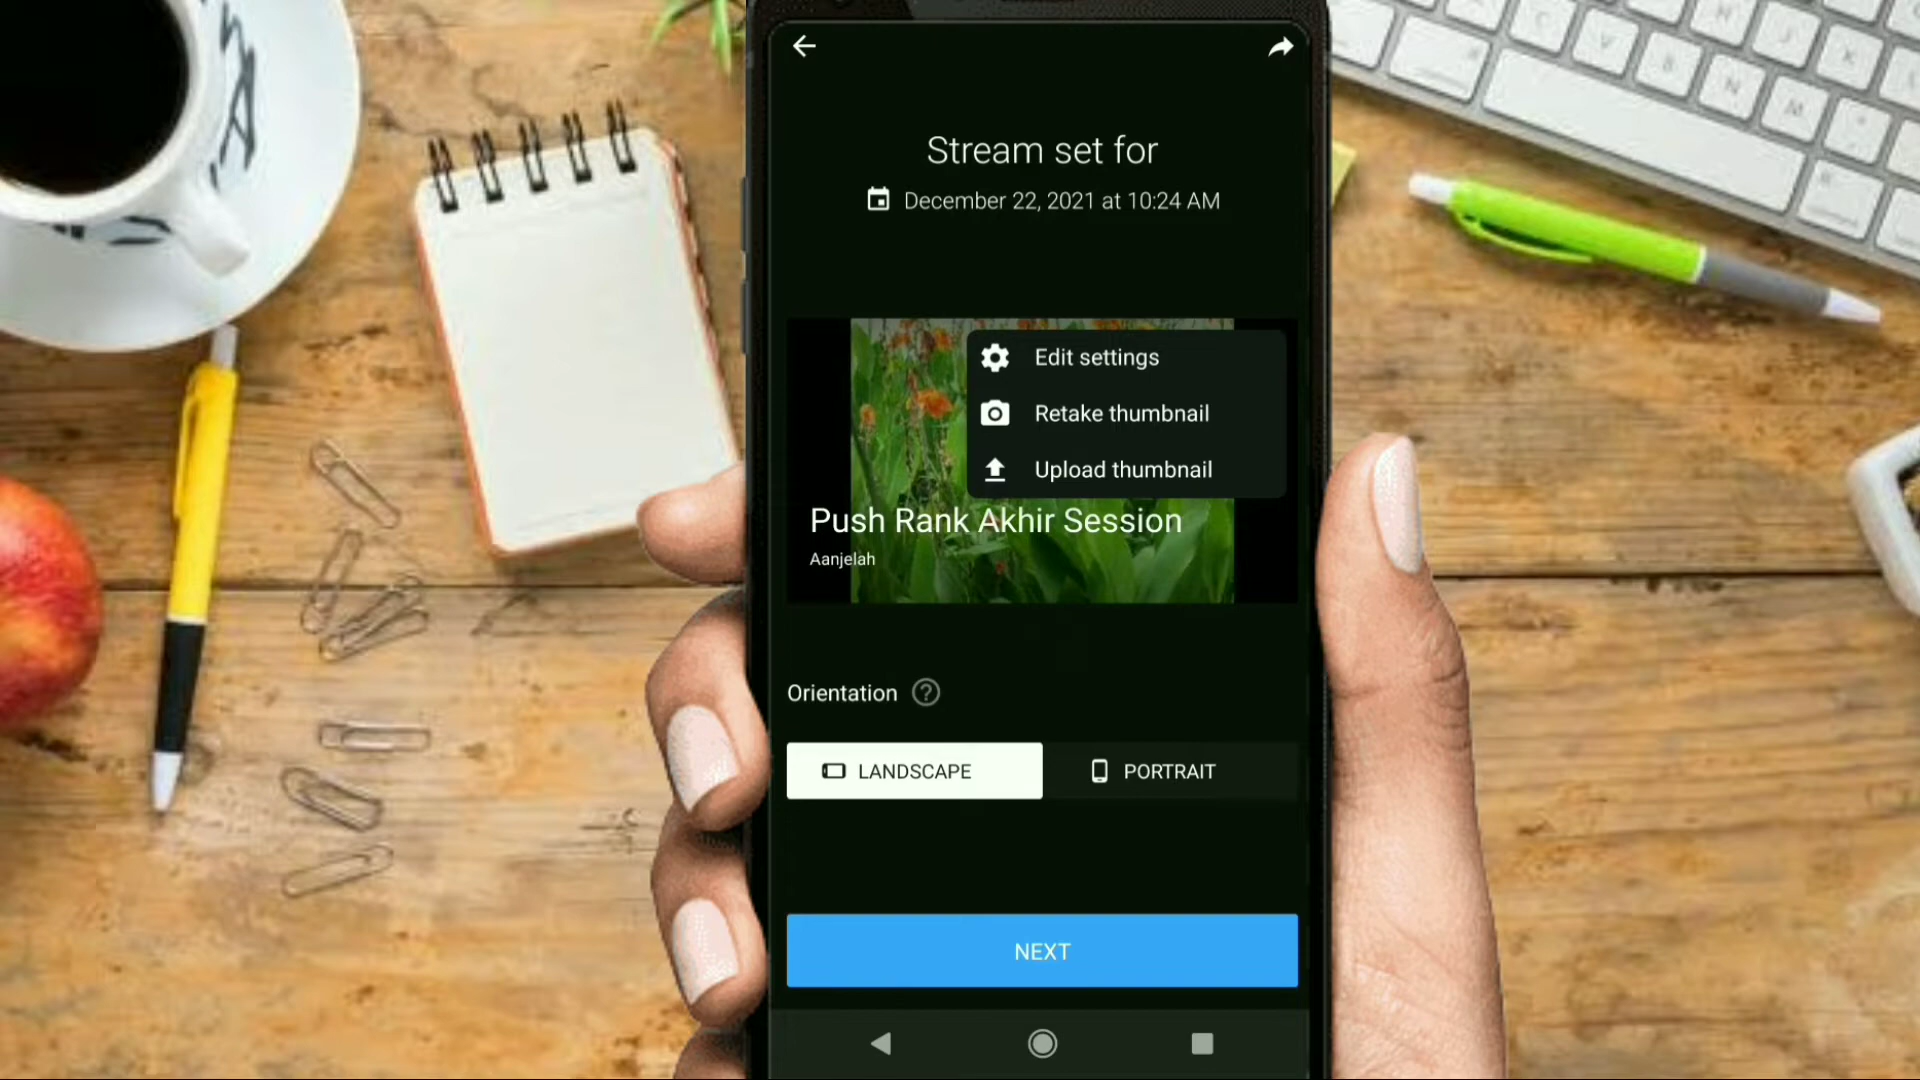 Stream set for
December 22, 2021 at 10:24 AM
Edit settings
Retake thumbnail
Upload thumbnail
Push Rank Akhir Session
Aanjelah
Orientation
LANDSCAPE
PORTRAIT
NEXT